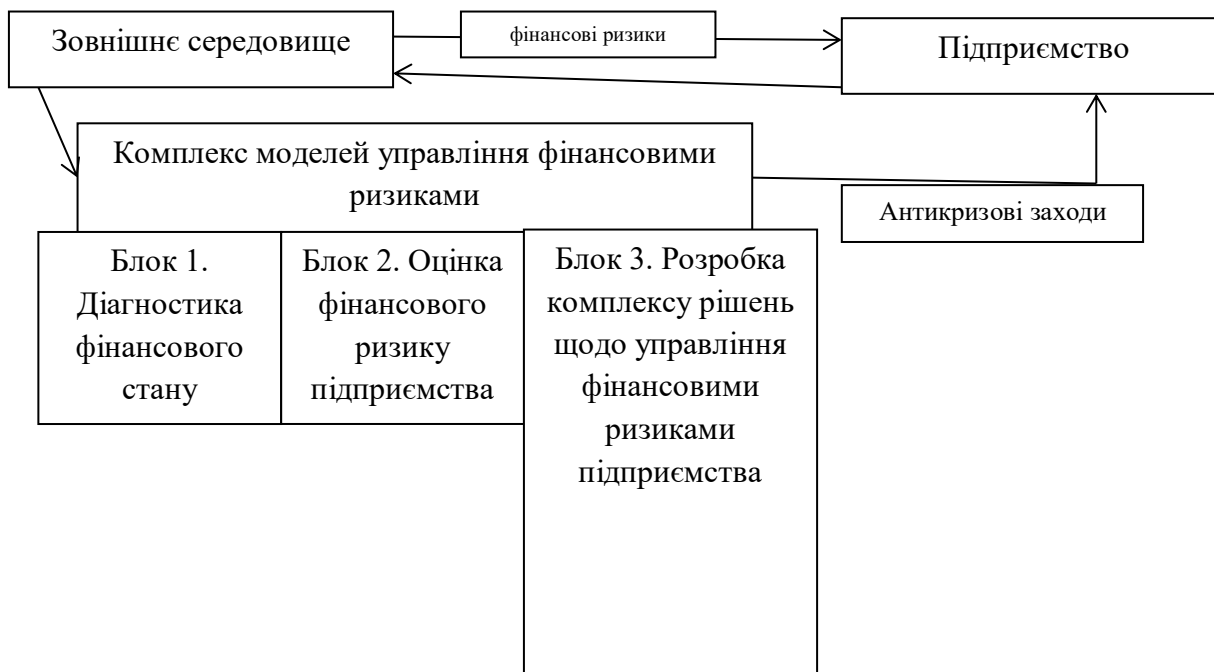 Зовнішнє середовище
фінансові ризики
Підприємство
Комплекс моделей управління фінансовими
ризиками
Антикризові заходи
Блок 1.
Діагностика
фінансового
стану
Блок 2. Оцінка
фінансового
ризику
підприємства
Блок 3. Розробка
комплексу рішень
щодо управління
фінансовими
ризиками
підприємства